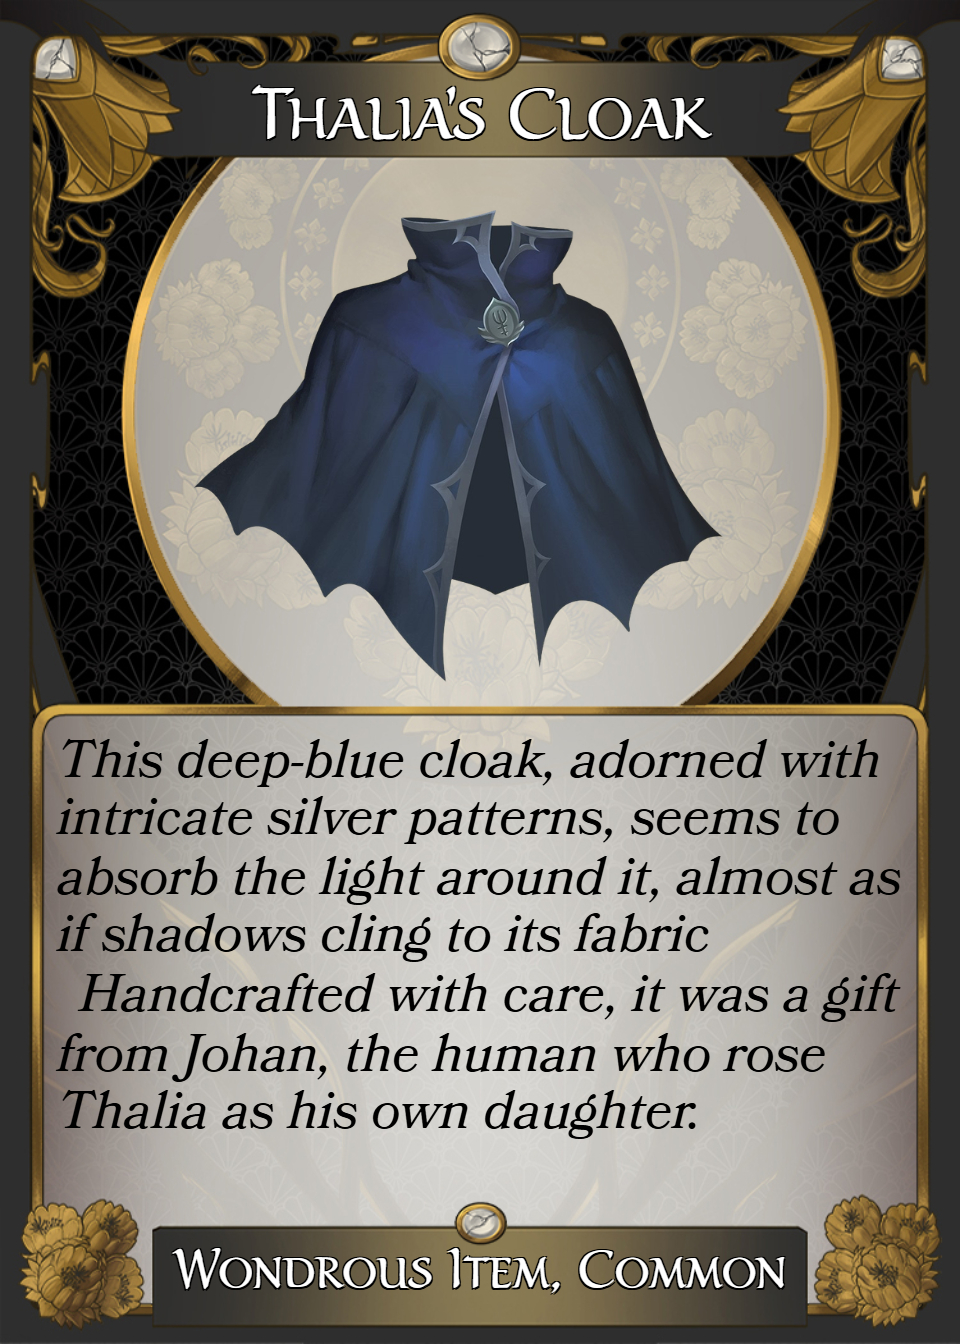 Thalia's Cloak
This deep-blue cloak, adorned with
intricate silver patterns, seems to
absorb the light around it, almost as
if shadows cling to its fabric
Handcrafted with care, it was a gift
from Johan, the human who rose
Thalia as his own daughter.
Wondrous Item, Common